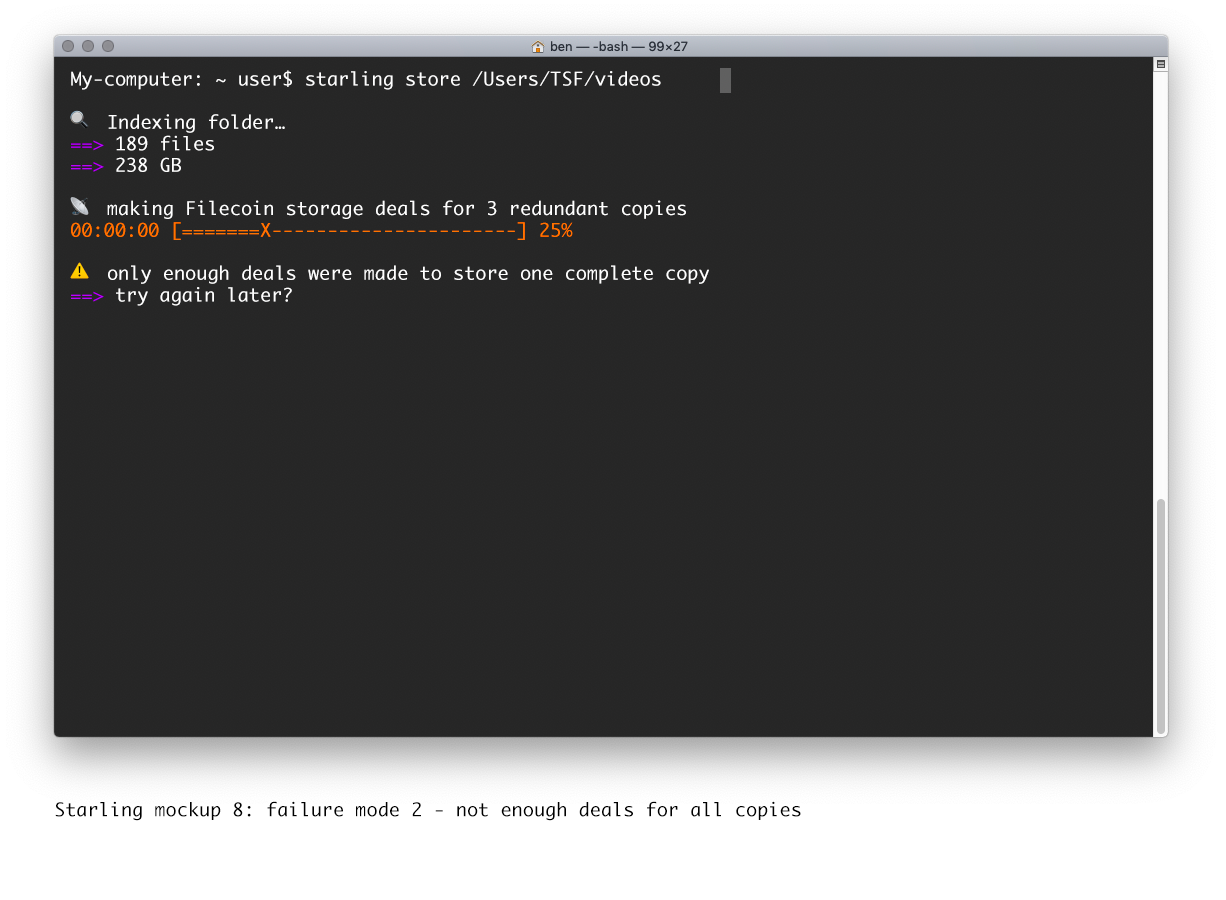 ben — -bash — 99×27
My-computer: ~ user$ starling store /Users/TSF/videos
Indexing folder…
==> 189 files
==> 238 GB
making Filecoin storage deals for 3 redundant copies
00:00:00 [=======X----------------------] 25%
only enough deals were made to store one complete copy
==> try again later?
Starling mockup 8: failure mode 2 - not enough deals for all copies